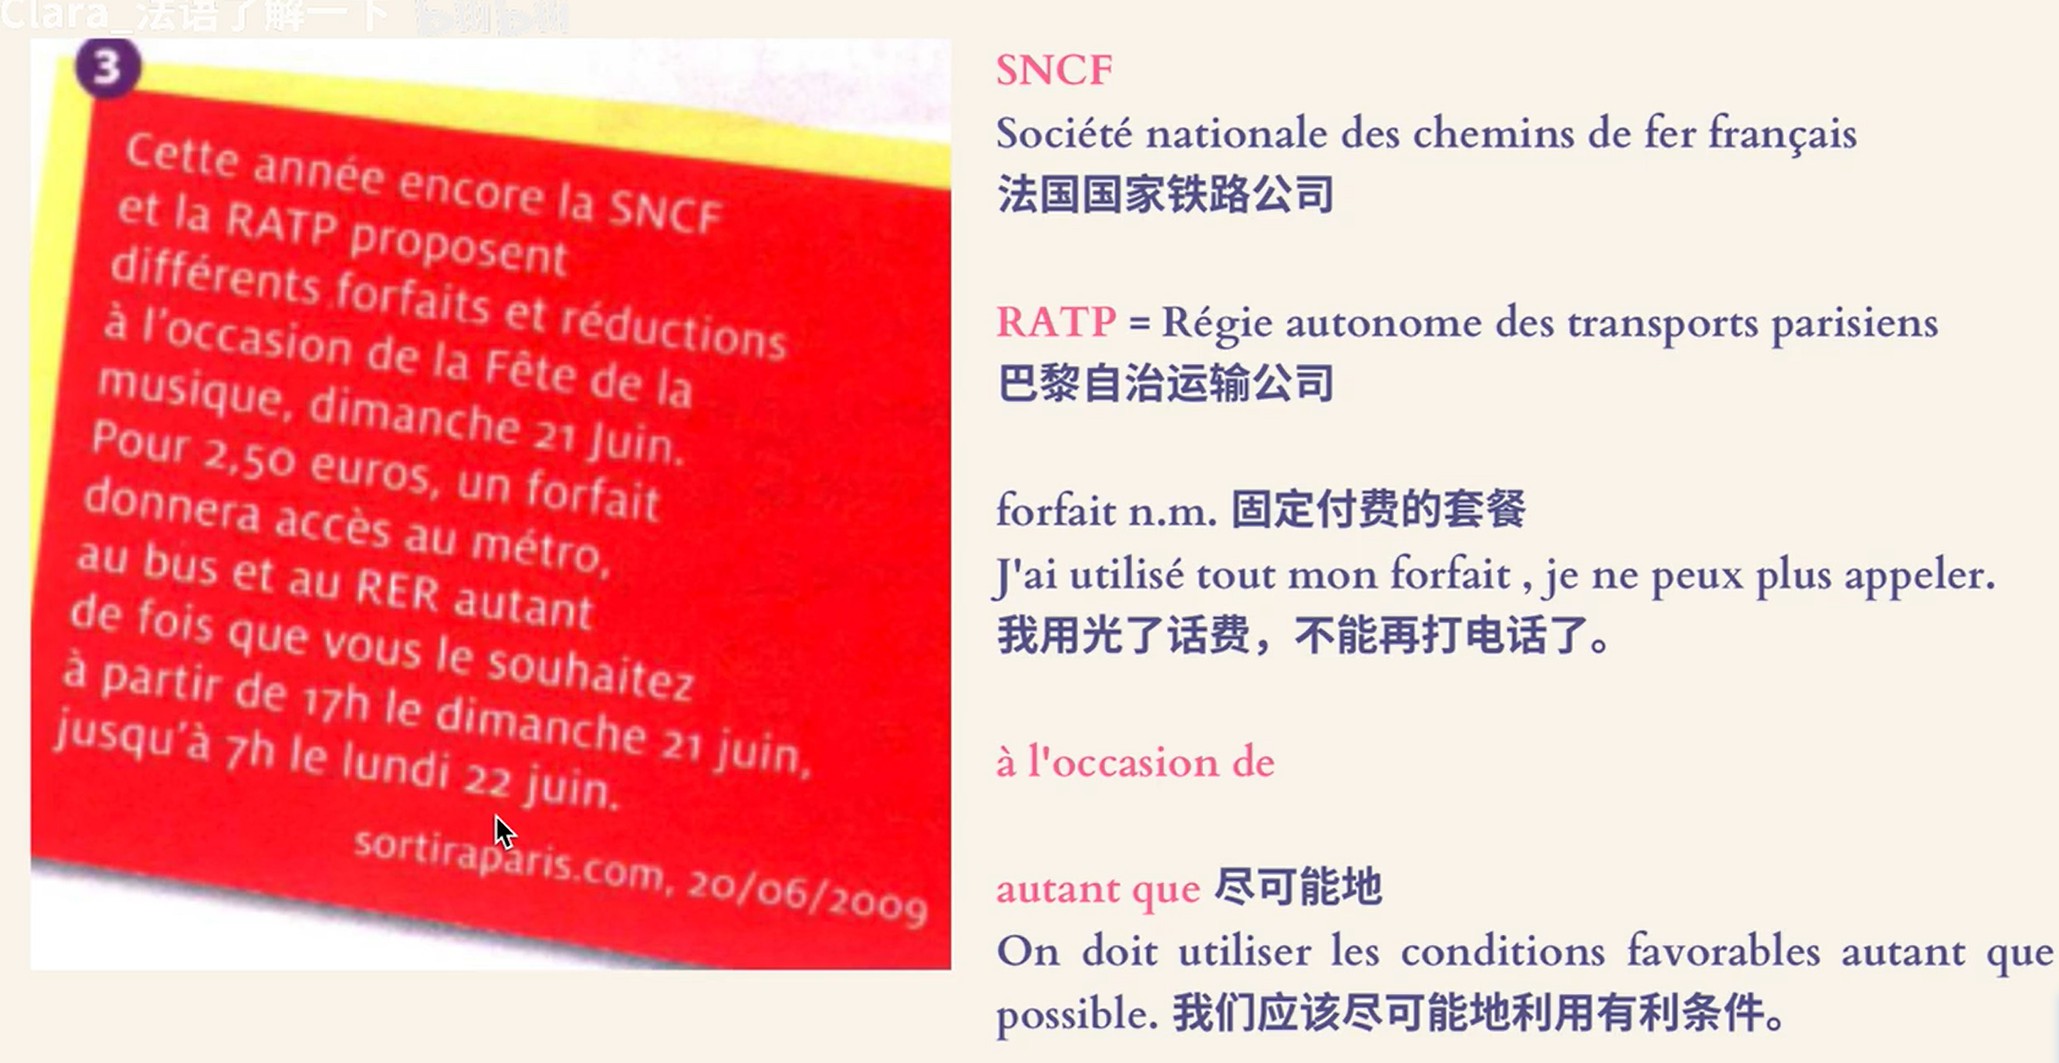 Clara_法语了解一下
3
Cette année encore la SNCF
et la RATP proposent
différents forfaits et réductions
à l'occasion de la Fête de la
musique, dimanche 21 Juin.
Pour 2,50 euros, un forfait
donnera accès au métro,
au bus et au RER autant
de fois que vous le souhaitez
à partir de 17h le dimanche 21 juin,
jusqu'à 7h le lundi 22 juin.
sortiraparis.com, 20/06/2009
SNCF
Société nationale des chemins de fer français
法国国家铁路公司
RATP = Régie autonome des transports parisiens
巴黎自治运输公司
forfait n.m. 固定付费的套餐
J'ai utilisé tout mon forfait , je ne peux plus appeler.
我用光了话费，不能再打电话了。
à l'occasion de
autant que 尽可能地
On doit utiliser les conditions favorables autant que
possible. 我们应该尽可能地利用有利条件。